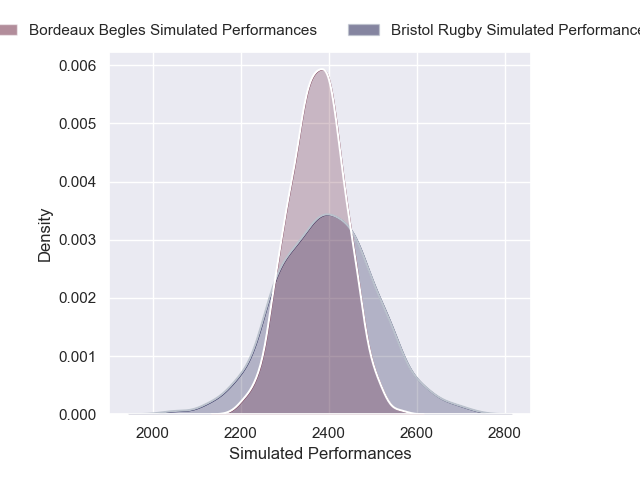 Bordeaux Begles Simulated Performances Bristol Rugby Simulated Performance
0.006
0.005
0.004
0.003
0.002
0.001
0.000
Density
2000 2200 2400 2600 2800
Simulated Performances